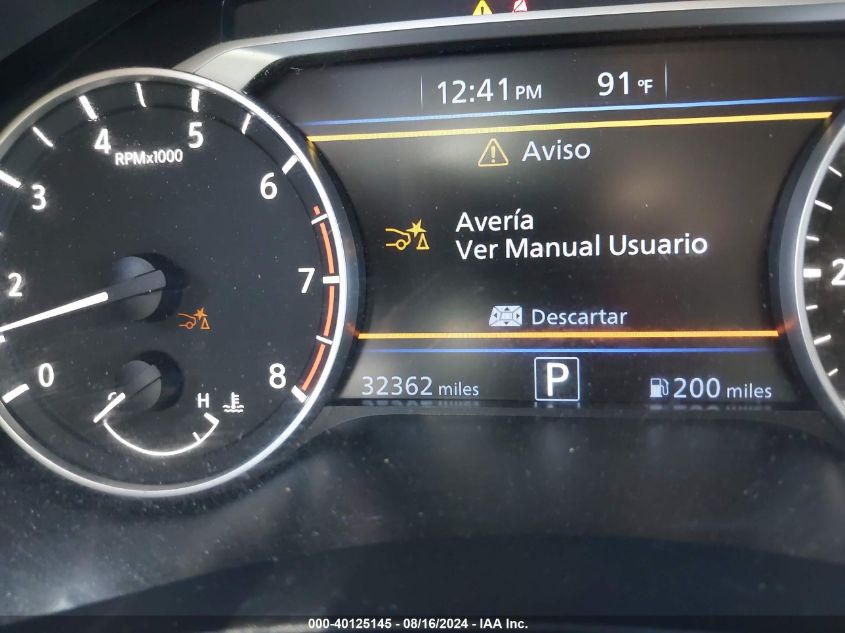 12:41 PM 91 °F
Aviso
Avería
Ver Manual Usuario
Descartar
32362 miles P 200 miles
RPMx1000
0 2 3 4 5 6 7 8
H
2
000-40125145 - 08/16/2024 - IAA Inc.